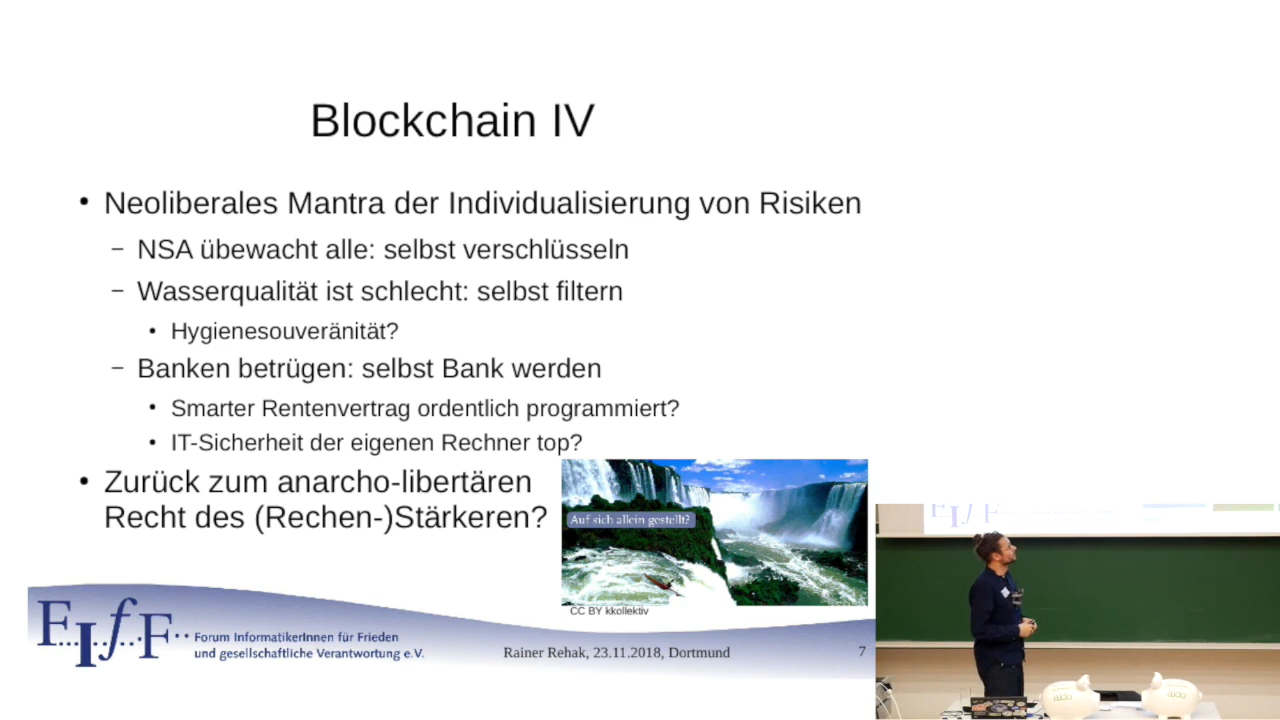 Blockchain IV
• Neoliberales Mantra der Individualisierung von Risiken
– NSA übewacht alle: selbst verschlüsseln
– Wasserqualität ist schlecht: selbst filtern
• Hygienesouveränität?
– Banken betrügen: selbst Bank werden
• Smarter Rentenvertrag ordentlich programmiert?
• IT-Sicherheit der eigenen Rechner top?
• Zurück zum anarcho-libertären
Recht des (Rechen-)Stärkeren?
Auf sich allein gestellt?
CC BY kkollektiv
F..I..f..F..
Forum InformatikerInnen für Frieden
und gesellschaftliche Verantwortung e.V.
Rainer Rehak, 23.11.2018, Dortmund
7
FIfF
aido
aido